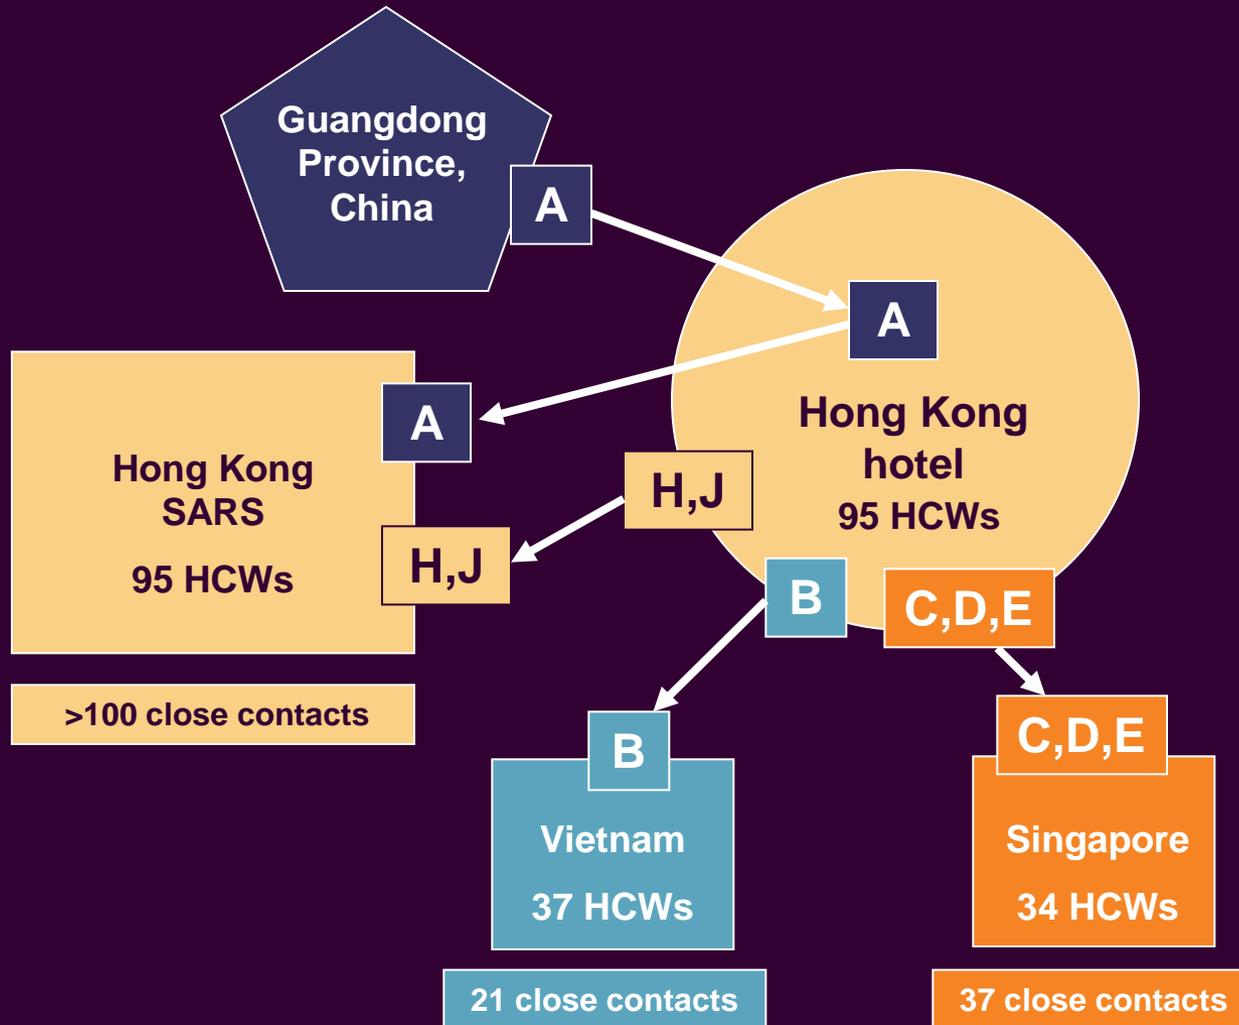 Guangdong
Province,
China
A
A
Hong Kong
hotel
95 HCWs
A
Hong Kong
SARS
95 HCWs
H,J
H,J
B
C,D,E
>100 close contacts
B
Vietnam
37 HCWs
21 close contacts
C,D,E
Singapore
34 HCWs
37 close contacts